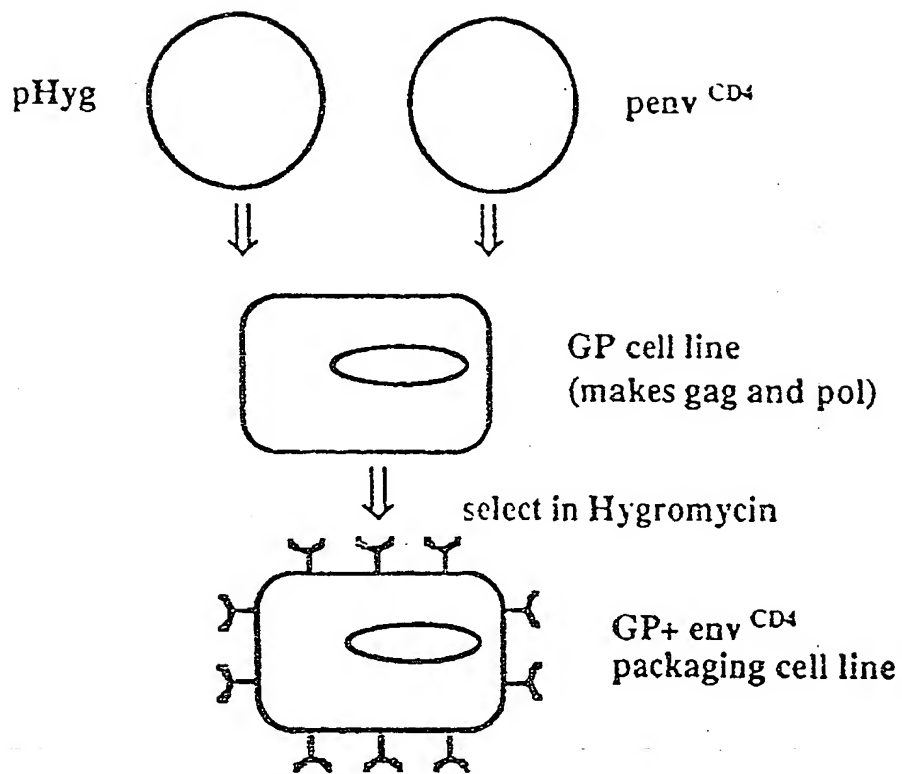 pHyg
penv CD4
GP cell line
(makes gag and pol)
select in Hygromycin
GP+ env CD4
packaging cell line